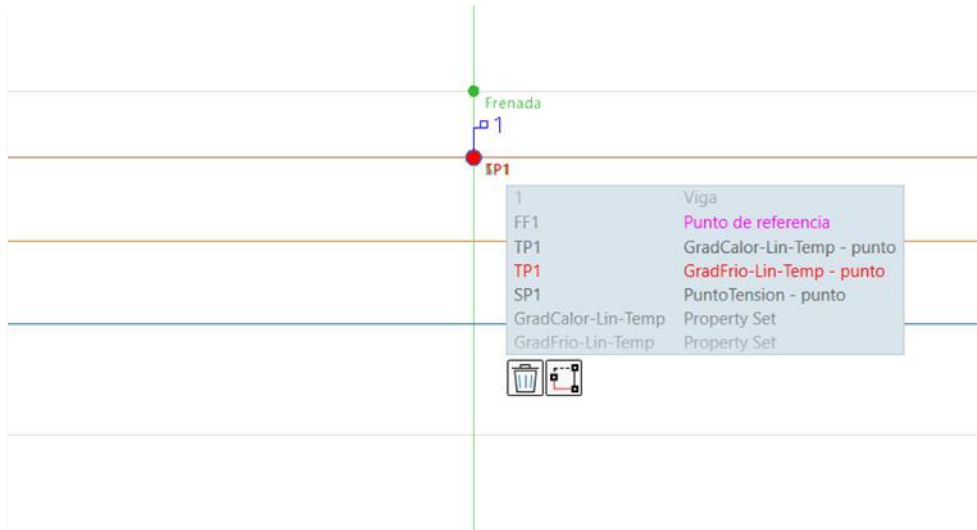 Frenada
1
TP1
1 Viga
FF1 Punto de referencia
TP1 GradCalor-Lin-Temp - punto
TP1 GradFrio-Lin-Temp - punto
SP1 PuntoTension - punto
GradCalor-Lin-Temp Property Set
GradFrio-Lin-Temp Property Set